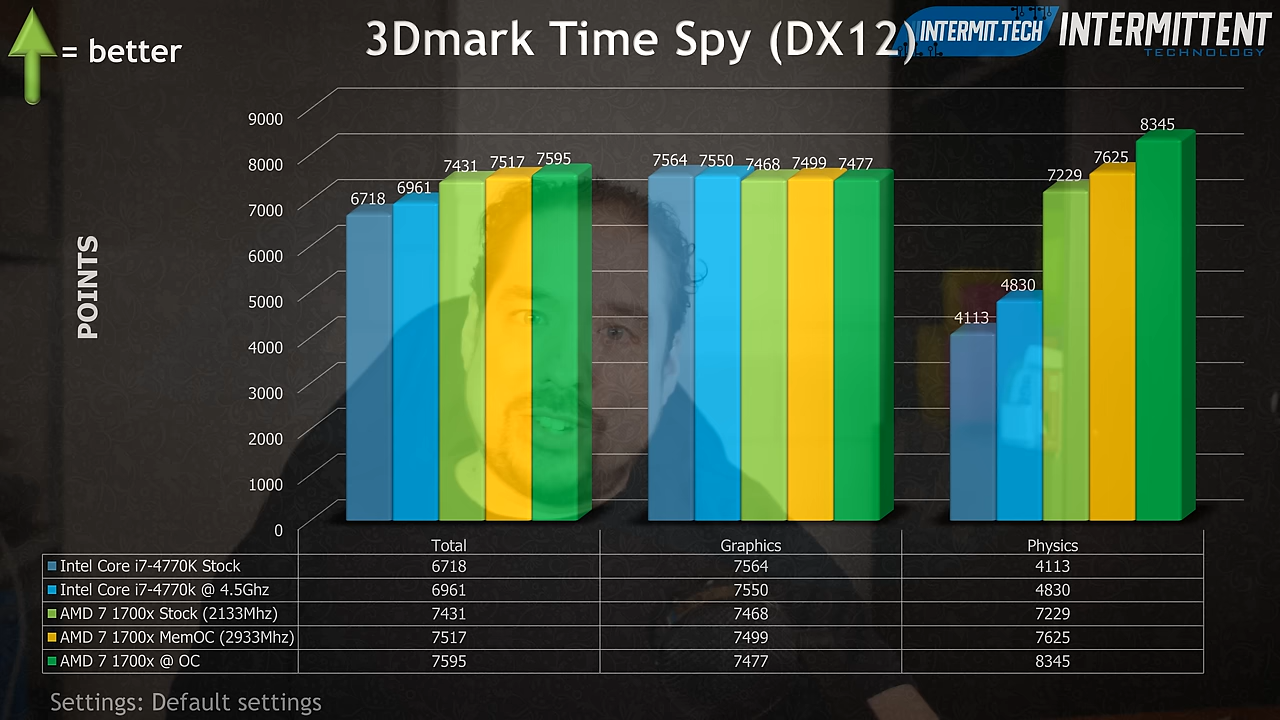 = better
3Dmark Time Spy (DX12)
INTERMIT.TECH
INTERMITTENT
TECHNOLOGY
POINTS
9000
8000
7000
6000
5000
4000
3000
2000
1000
0
6718 6961 7431 7517 7595
7564 7550 7468 7499 7477
4113 4830 7229 7625 8345
Total Graphics Physics
Intel Core i7-4770K Stock 6718 7564 4113
Intel Core i7-4770k @ 4.5Ghz 6961 7550 4830
AMD 7 1700x Stock (2133Mhz) 7431 7468 7229
AMD 7 1700x MemOC (2933Mhz) 7517 7499 7625
AMD 7 1700x @ OC 7595 7477 8345
Settings: Default settings